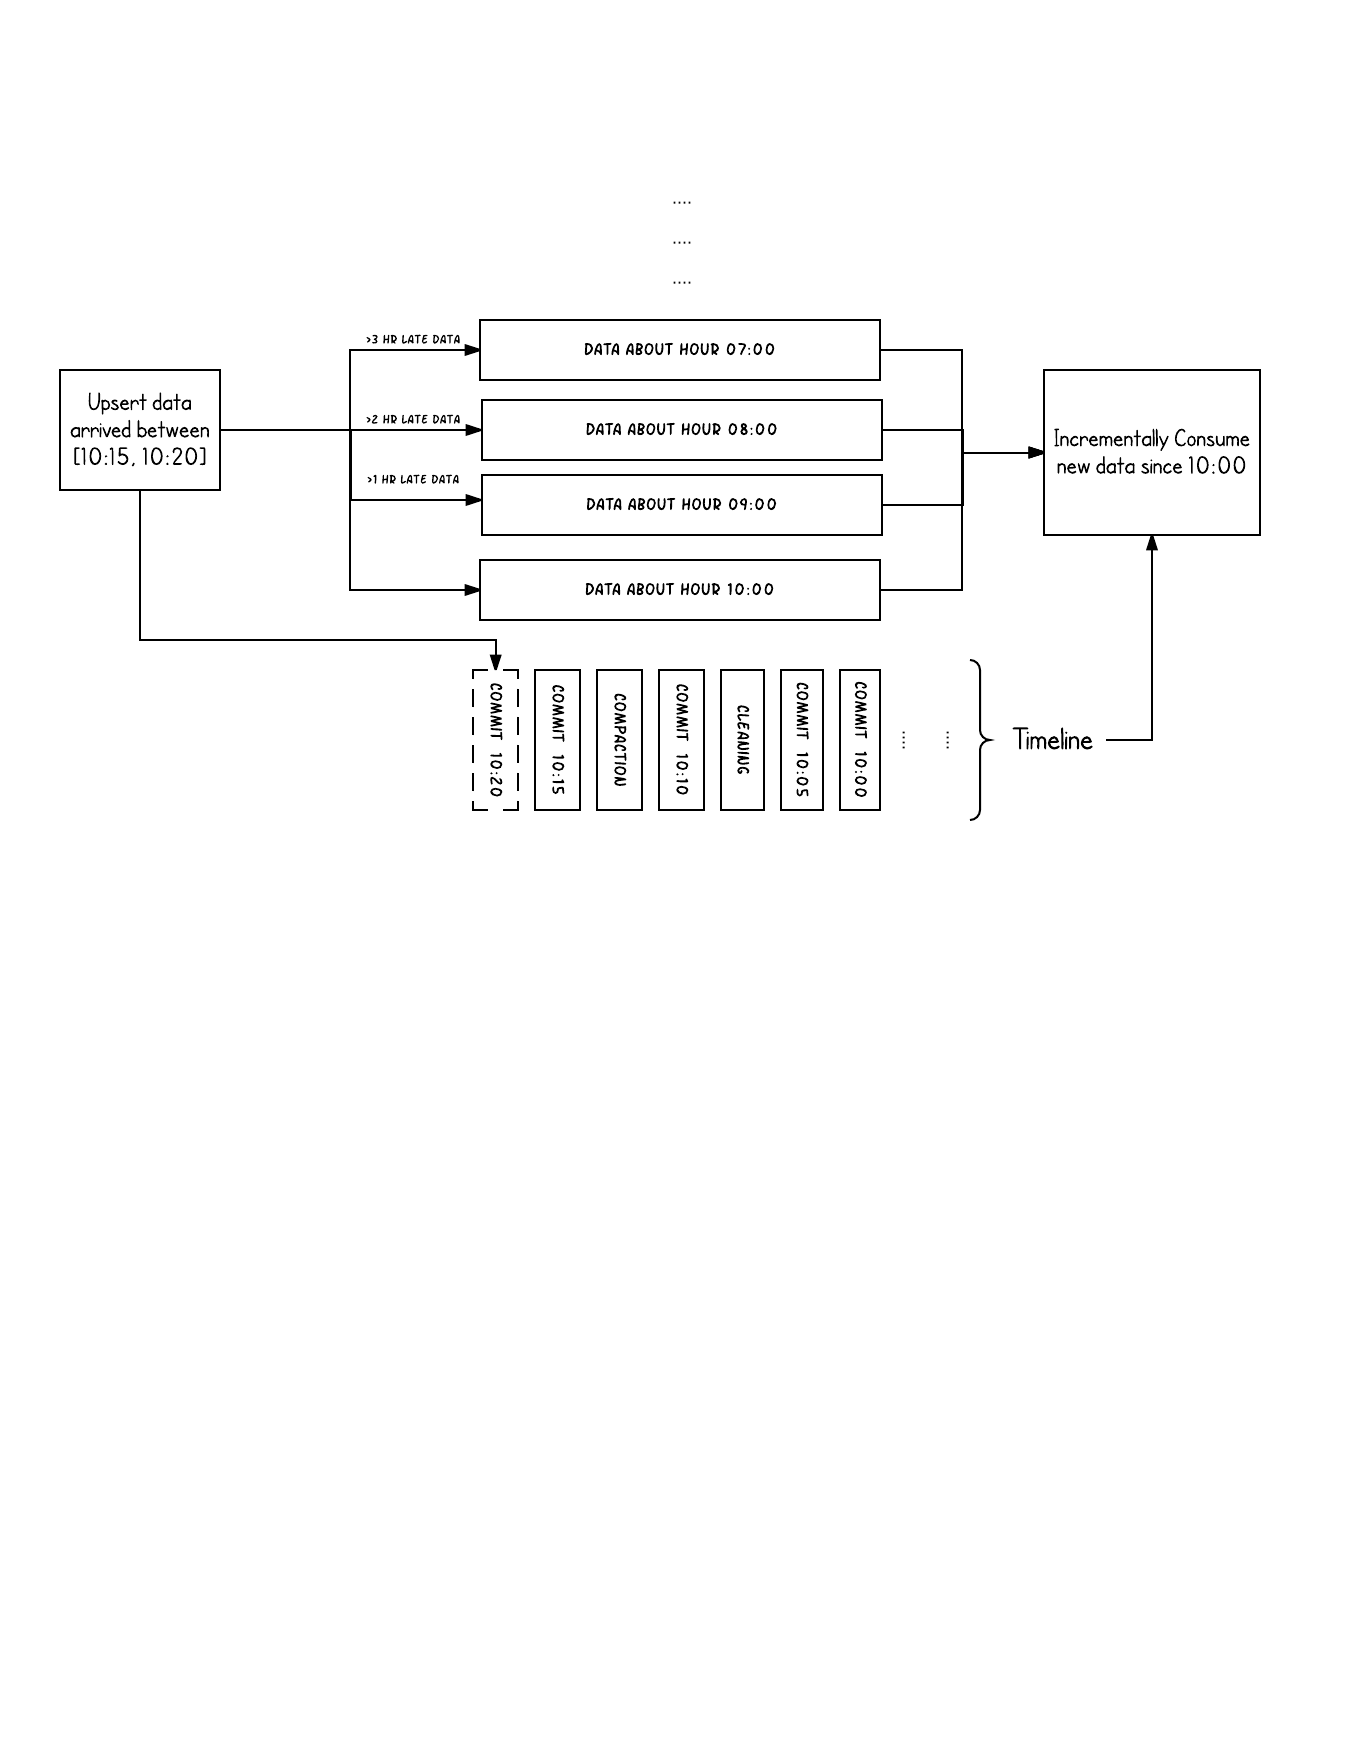 ....
....
....
>3 HR LATE DATA
DATA ABOUT HOUR 07:00
Upsert data
arrived between
[10:15, 10:20]
>2 HR LATE DATA
DATA ABOUT HOUR 08:00
Incrementally Consume
new data since 10:00
>1 HR LATE DATA
DATA ABOUT HOUR 09:00
DATA ABOUT HOUR 10:00
COMMIT 10:20
COMMIT 10:15
COMPACTION
COMMIT 10:10
CLEANING
COMMIT 10:05
COMMIT 10:00
....
....
Timeline